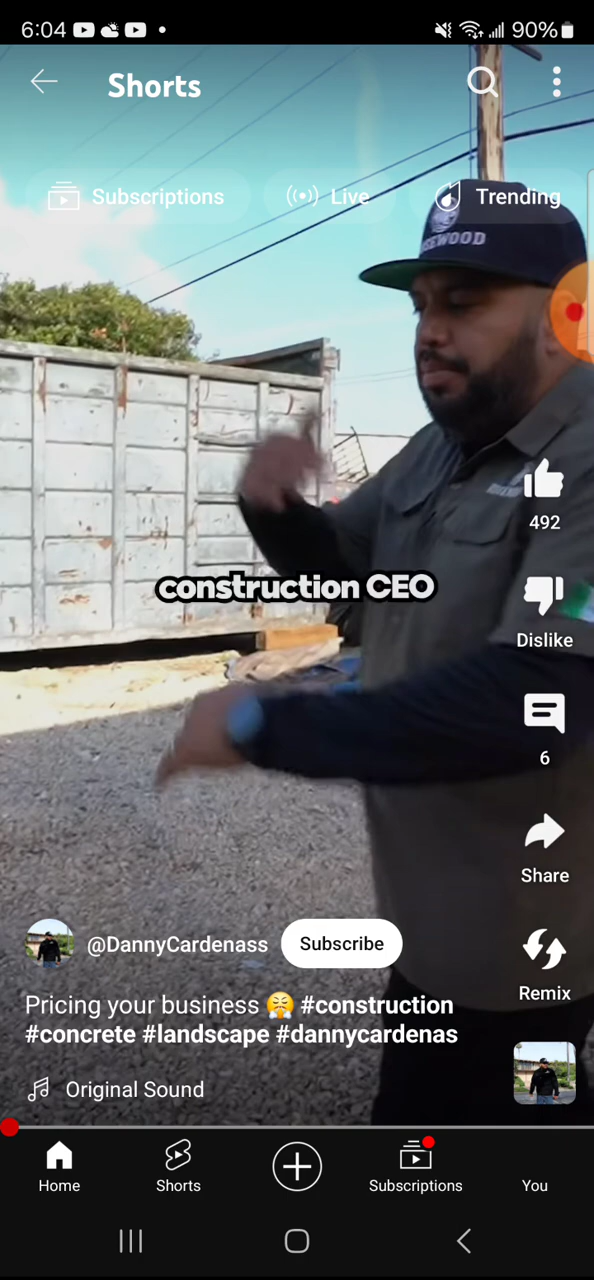 6:04
90%
Shorts
Subscriptions
Live
Trending
construction CEO
492
Dislike
6
Share
Remix
@DannyCardenass
Subscribe
Pricing your business 😤 #construction
#concrete #landscape #dannycardenas
Original Sound
Home
Shorts
Subscriptions
You